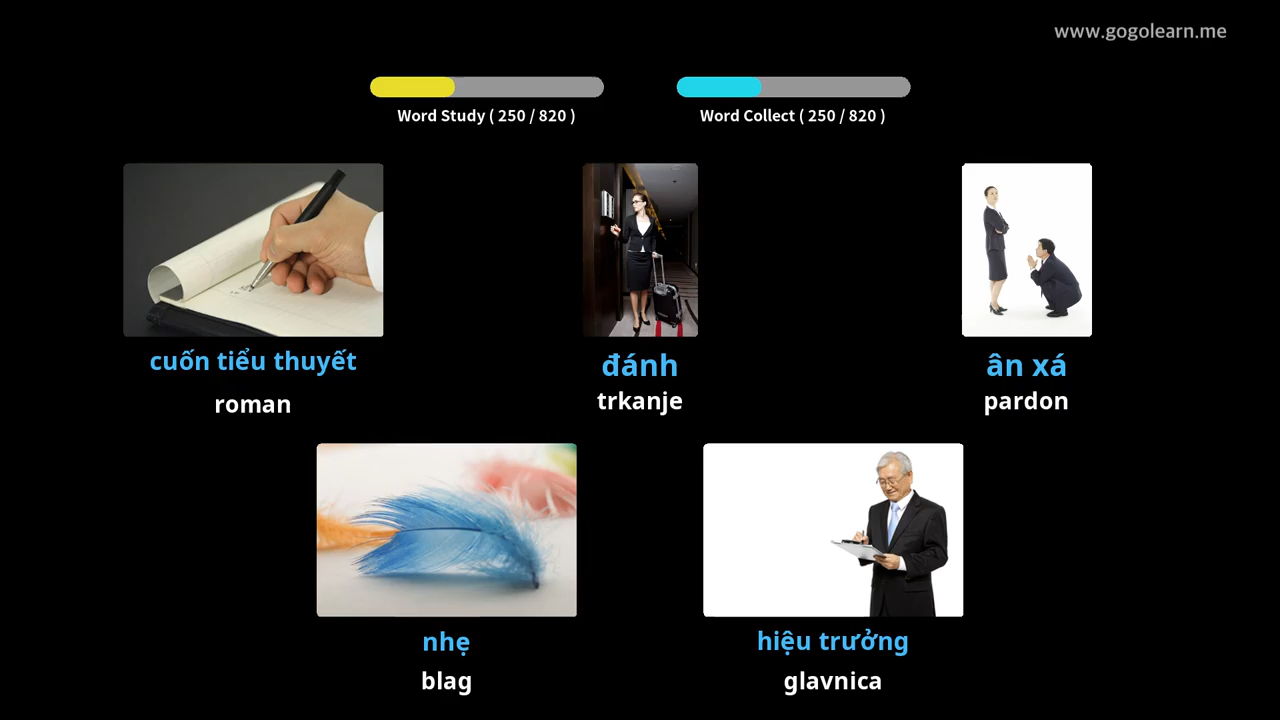 www.gogolearn.me
Word Study ( 250 / 820 )
Word Collect ( 250 / 820 )
cuốn tiểu thuyết
roman
đánh
trkanje
ân xá
pardon
nhẹ
blag
hiệu trưởng
glavnica